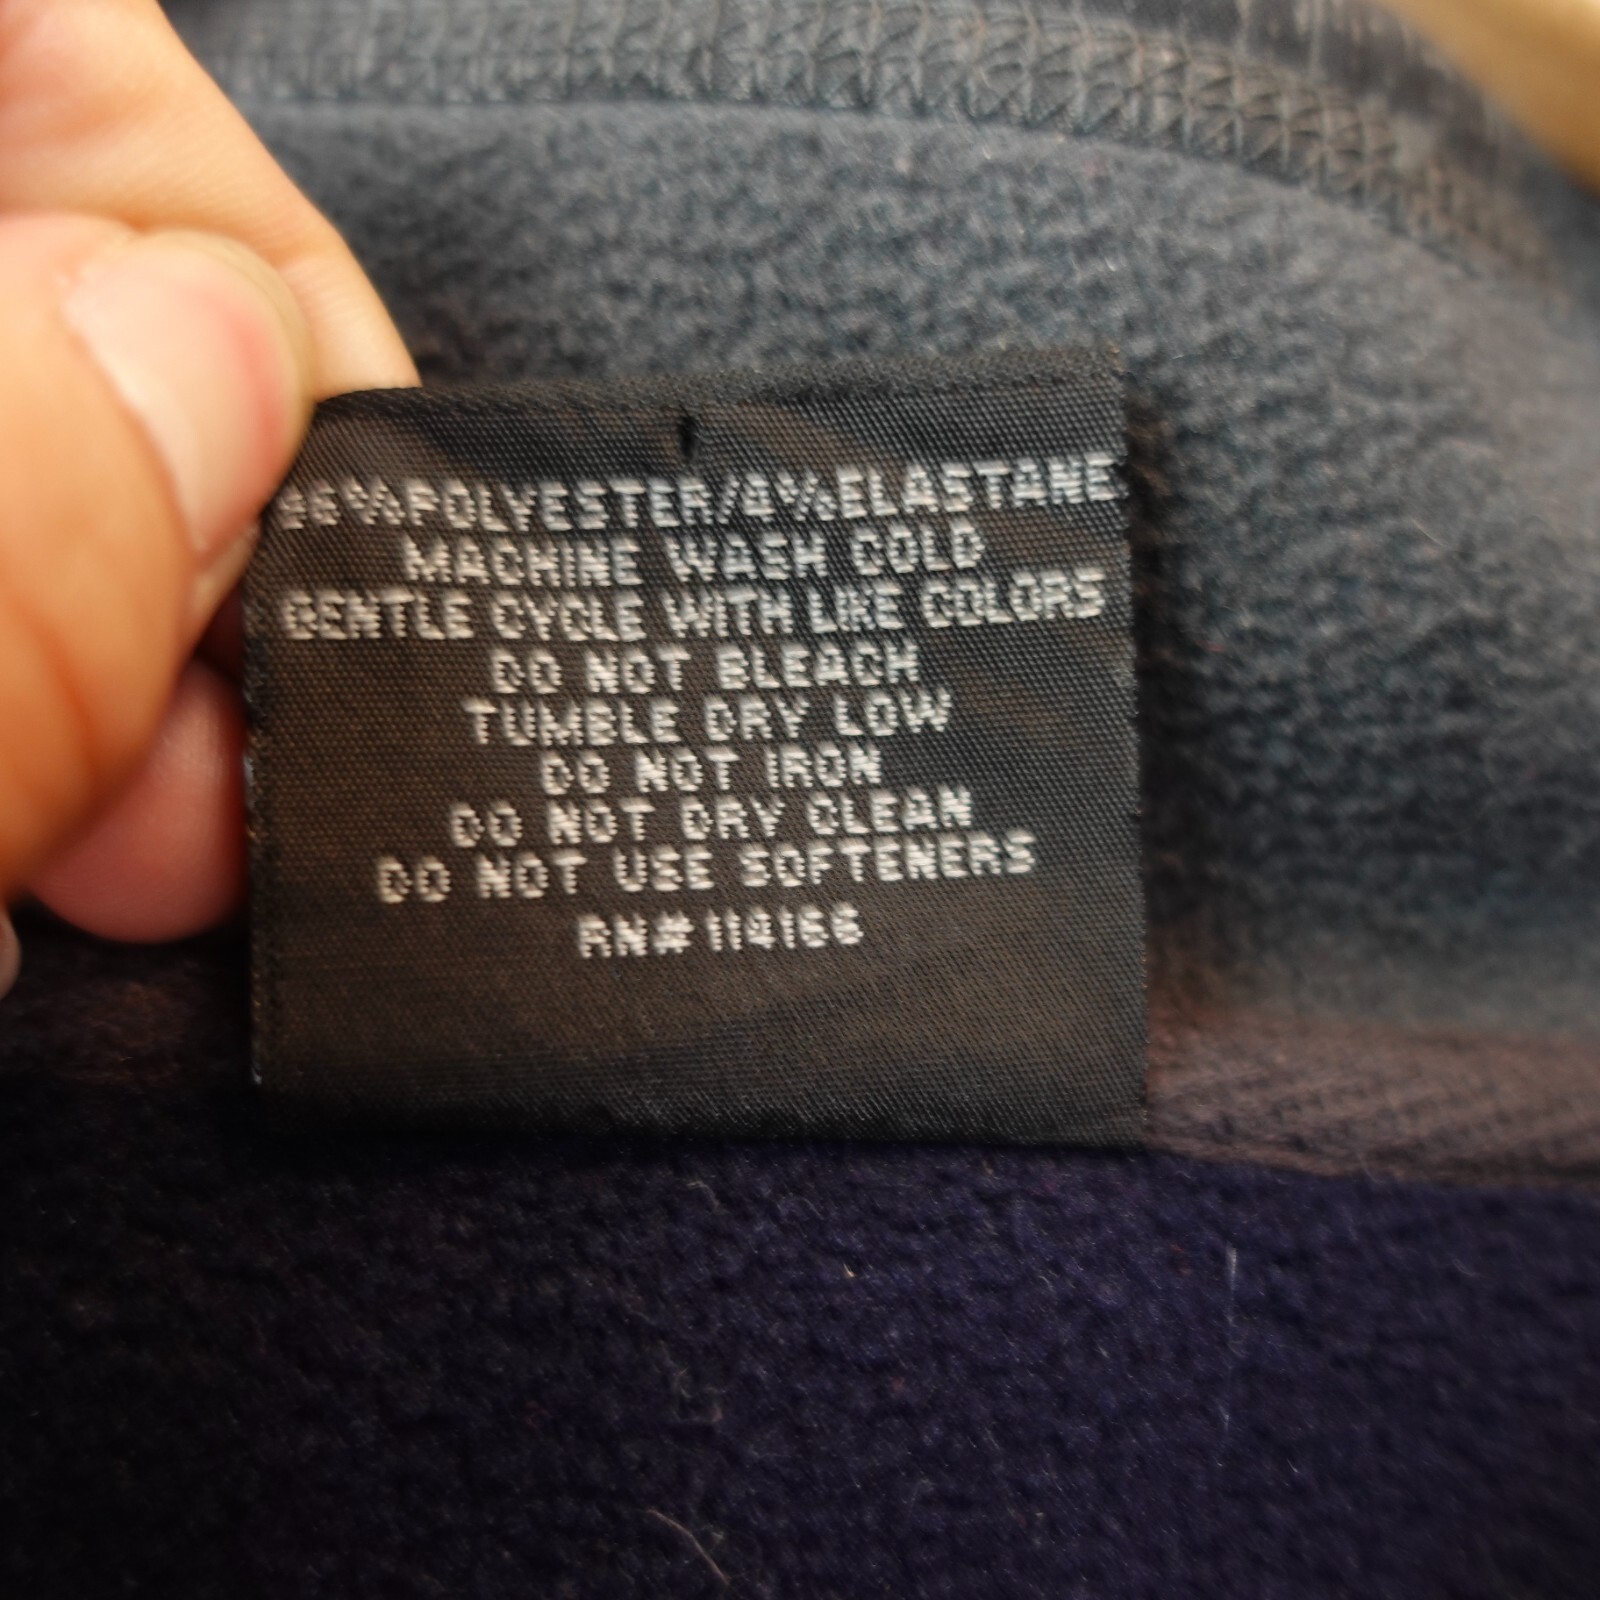 96%POLYESTER/4%ELASTANE
MACHINE WASH COLD
GENTLE CYCLE WITH LIKE COLORS
DO NOT BLEACH
TUMBLE DRY LOW
DO NOT IRON
DO NOT DRY CLEAN
DO NOT USE SOFTENERS
RN# 114166